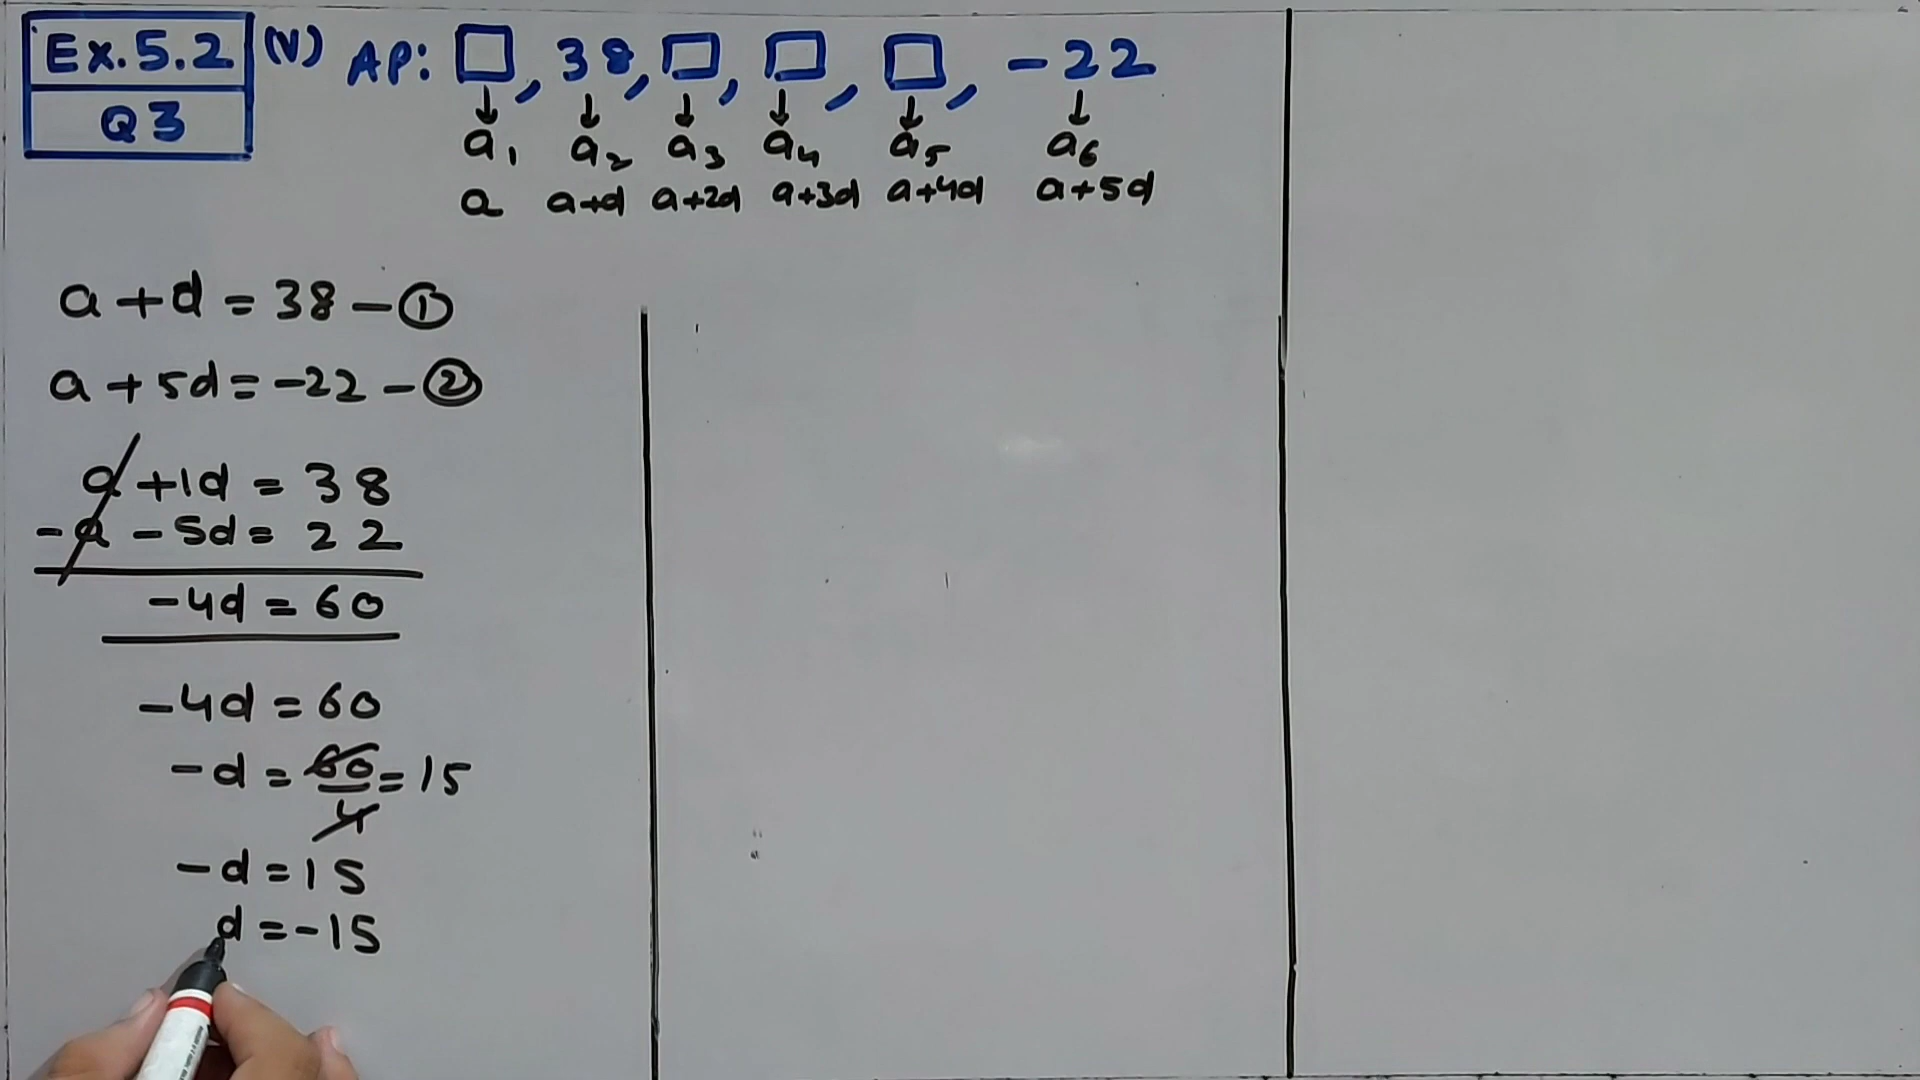 Ex. 5.2 (V) AP: □, 38, □, □, □, -22
Q3
↓ ↓ ↓ ↓ ↓ ↓
a₁ a₂ a₃ a₄ a₅ a₆
a a+d a+2d a+3d a+4d a+5d
a + d = 38 - ①
a + 5d = -22 - ②
a + 1d = 38
-a - 5d = 22
-4d = 60
-4d = 60
-d = 60/4 = 15
-d = 15
d = -15